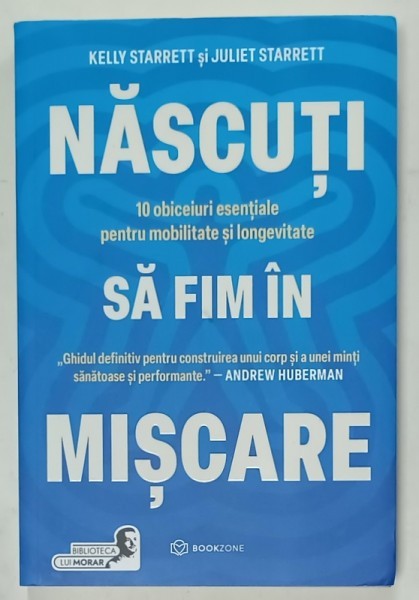 KELLY STARRETT și JULIET STARRETT
NĂSCUȚI
10 obiceiuri esențiale
pentru mobilitate și longevitate
SĂ FIM ÎN
„Ghidul definitiv pentru construirea unui corp și a unei minți
sănătoase și performante.” — ANDREW HUBERMAN
MIȘCARE
BIBLIOTECA
LUI MORAR
BOOKZONE